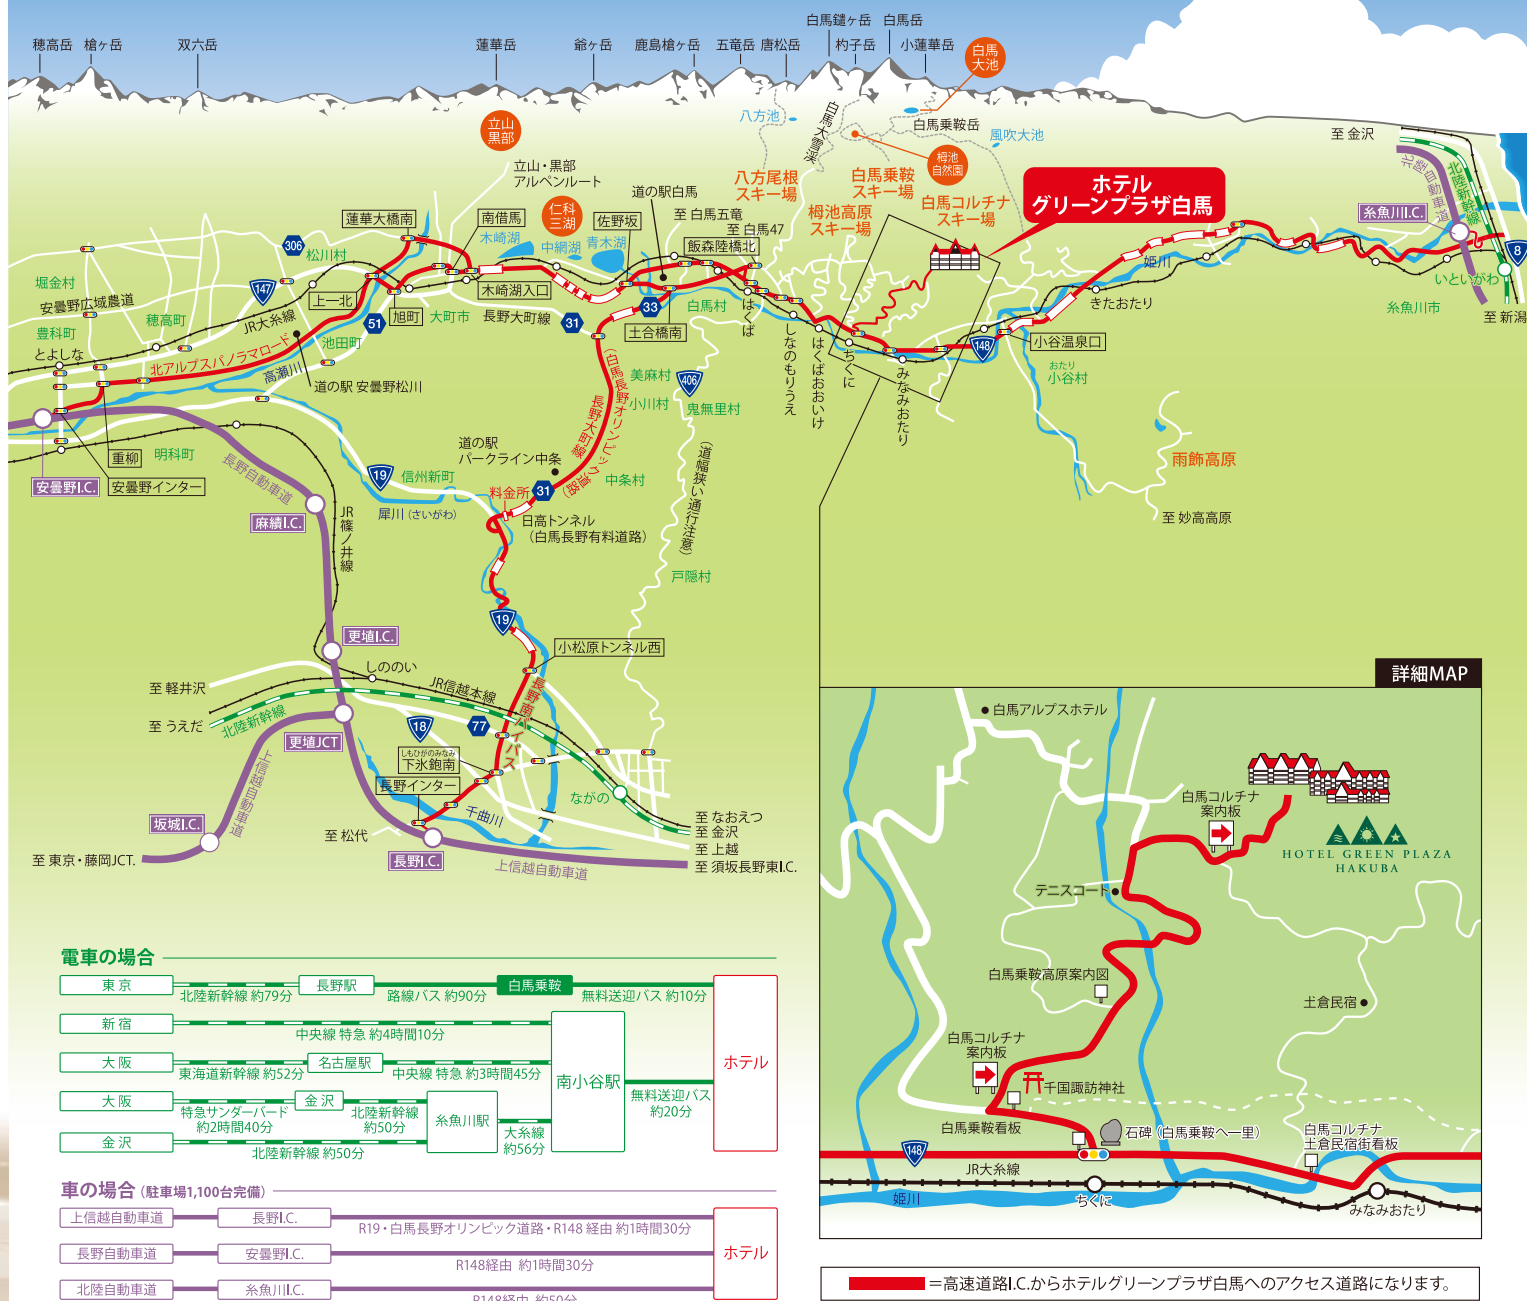 穂高岳
槍ヶ岳
双六岳
蓮華岳
爺ヶ岳
鹿島槍ヶ岳
五竜岳
唐松岳
白馬鑓ヶ岳
杓子岳
白馬岳
小蓮華岳
白馬
大池
八方池
白馬大雪渓
白馬乗鞍岳
風吹大池
栂池
自然園
立山
黒部
立山・黒部
アルペンルート
八方尾根
スキー場
白馬乗鞍
スキー場
栂池高原
スキー場
白馬コルチナ
スキー場
ホテル
グリーンプラザ白馬
至 金沢
北陸自動車道
北陸新幹線
糸魚川I.C.
8
いといがわ
糸魚川市
至 新潟
姫川
きたおたり
小谷温泉口
おたり
小谷村
148
みなみおたり
ちくに
はくばおおいけ
しなのもりうえ
はくば
雨飾高原
至 妙高高原
道の駅白馬
至 白馬五竜
至 白馬47
飯森陸橋北
佐野坂
仁科
三湖
木崎湖
中綱湖
青木湖
南借馬
蓮華大橋南
木崎湖入口
長野大町線
31
33
土合橋南
白馬村
306
松川村
堀金村
147
安曇野広域農道
豊科町
とよしな
穂高町
JR大糸線
北アルプスパノラマロード
上一北
旭町
51
大町市
池田町
高瀬川
道の駅 安曇野松川
美麻村
小川村
406
鬼無里村
(道幅狭い通行注意)
戸隠村
(白馬長野オリンピック道路)
長野大町線
中条村
道の駅
パークライン中条
31
料金所
日高トンネル
(白馬長野有料道路)
信州新町
19
犀川 (さいがわ)
明科町
重柳
安曇野インター
安曇野I.C.
長野自動車道
麻績I.C.
JR篠ノ井線
更埴I.C.
しののい
至 軽井沢
至 うえだ
北陸新幹線
JR信越本線
更埴JCT
上信越自動車道
坂城I.C.
至 東京・藤岡JCT.
19
小松原トンネル西
長野南バイパス
18
77
しもひがのみなみ
下氷鉋南
長野インター
至 松代
長野I.C.
千曲川
ながの
至 なおえつ
至 金沢
至 上越
至 須坂長野東I.C.
上信越自動車道
詳細MAP
白馬アルプスホテル
白馬コルチナ
案内板
HOTEL GREEN PLAZA
HAKUBA
テニスコート
白馬乗鞍高原案内図
土倉民宿
白馬コルチナ
案内板
千国諏訪神社
白馬乗鞍看板
石碑 (白馬乗鞍へ一里)
白馬コルチナ
土倉民宿街看板
148
JR大糸線
姫川
ちくに
みなみおたり
=高速道路I.C.からホテルグリーンプラザ白馬へのアクセス道路になります。
電車の場合
東 京
北陸新幹線 約79分
長野駅
路線バス 約90分
白馬乗鞍
無料送迎バス 約10分
新 宿
中央線 特急 約4時間10分
大 阪
東海道新幹線 約52分
名古屋駅
中央線 特急 約3時間45分
大 阪
特急サンダーバード
約2時間40分
金 沢
北陸新幹線
約50分
糸魚川駅
大糸線
約56分
金 沢
北陸新幹線 約50分
南小谷駅
無料送迎バス
約20分
ホテル
車の場合 (駐車場1,100台完備)
上信越自動車道
長野I.C.
R19・白馬長野オリンピック道路・R148 経由 約1時間30分
長野自動車道
安曇野I.C.
R148経由 約1時間30分
北陸自動車道
糸魚川I.C.
R148経由 約50分
ホテル